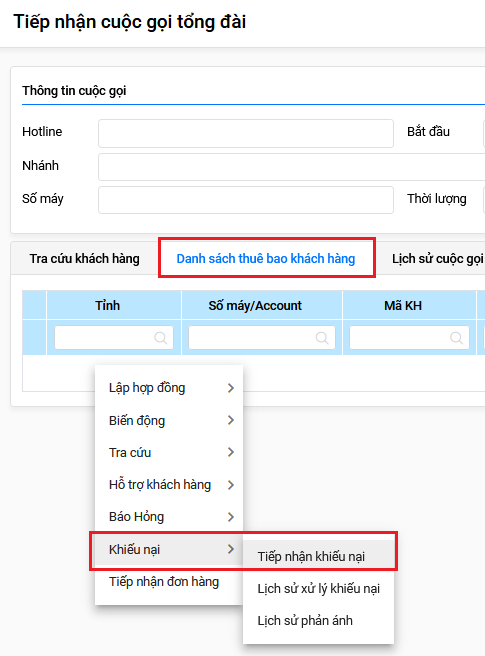 Tiếp nhận cuộc gọi tổng đài
Thông tin cuộc gọi
Hotline Bắt đầu
Nhánh
Số máy Thời lượng
Tra cứu khách hàng Danh sách thuê bao khách hàng Lịch sử cuộc gọi
Tỉnh Số máy/Account Mã KH
Lập hợp đồng
Biến động
Tra cứu
Hỗ trợ khách hàng
Báo Hỏng
Khiếu nại
Tiếp nhận đơn hàng
Tiếp nhận khiếu nại
Lịch sử xử lý khiếu nại
Lịch sử phản ánh